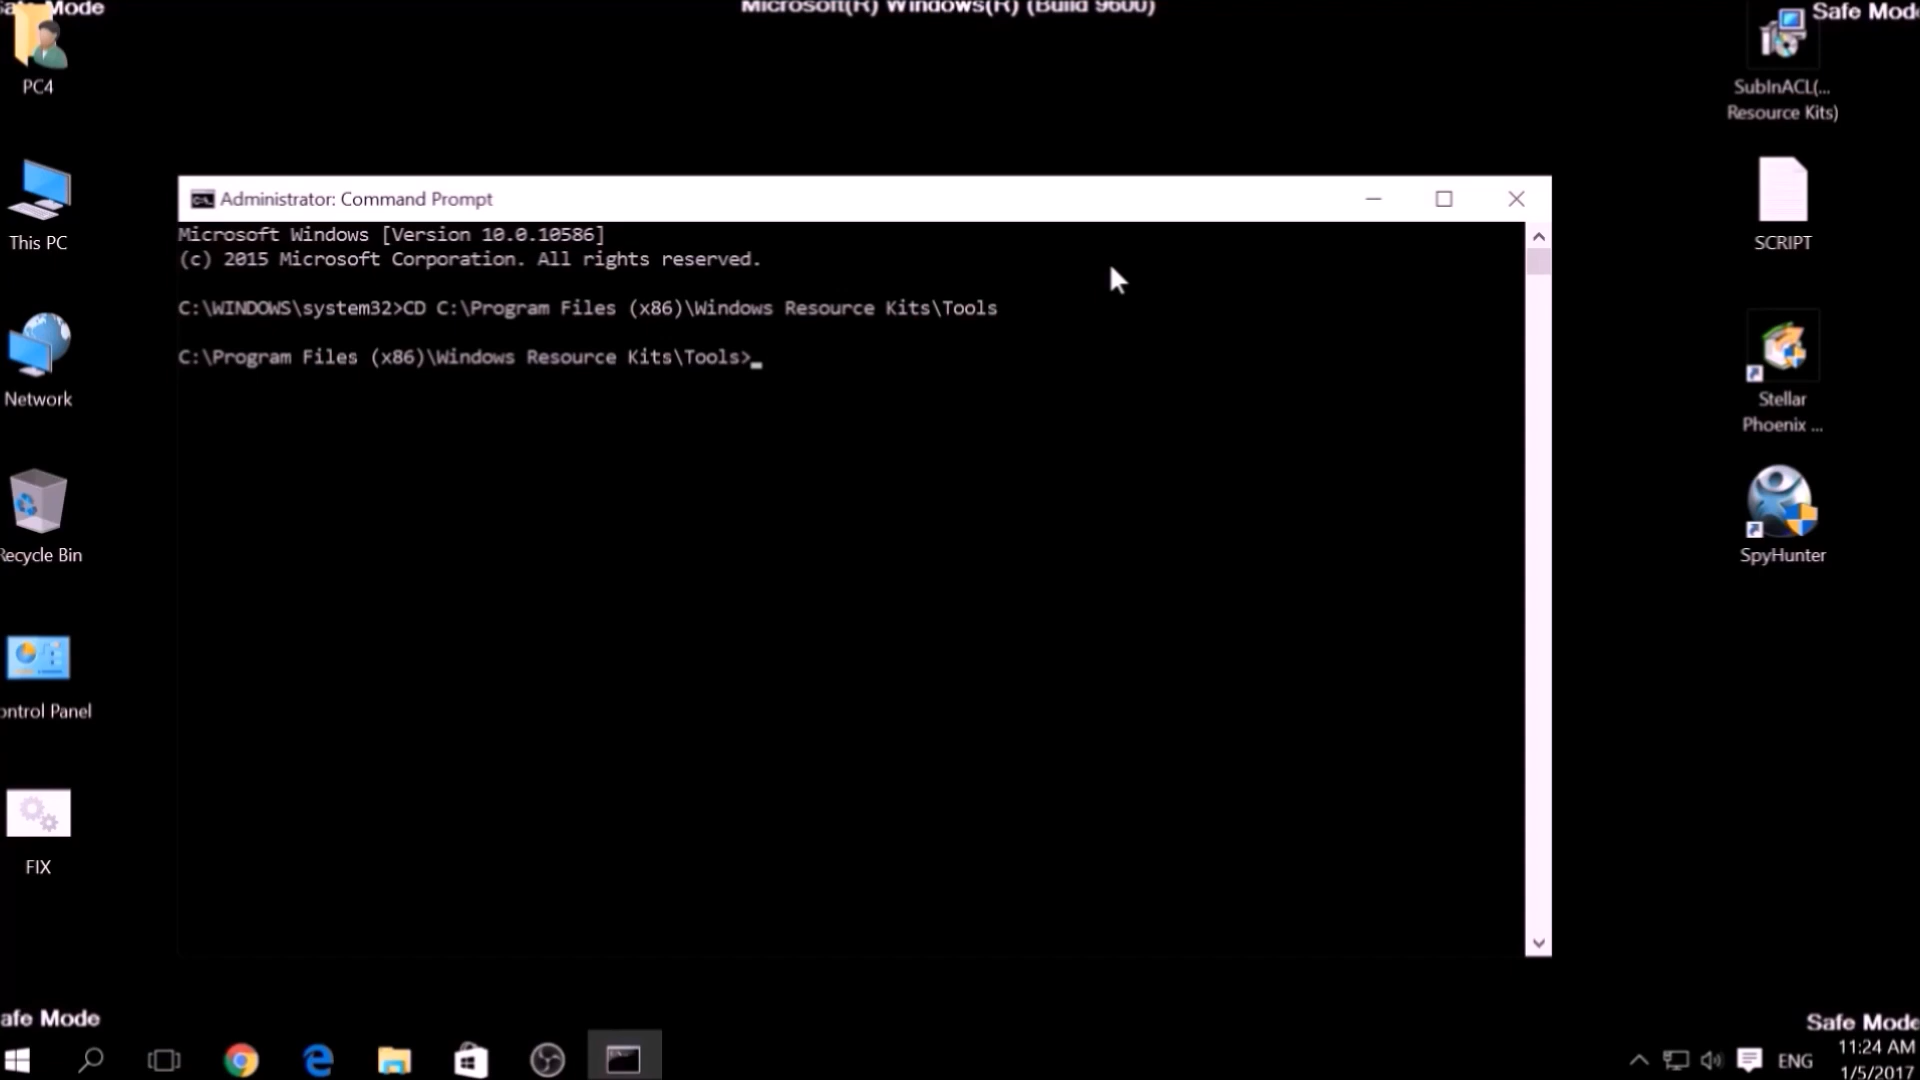 afe Mode
Microsoft(R) Windows(R) (Build 9600)
Safe Mode
PC4
This PC
Network
Recycle Bin
ontrol Panel
FIX
SubInACL(...
Resource Kits)
SCRIPT
Stellar
Phoenix ...
SpyHunter
Administrator: Command Prompt
Microsoft Windows [Version 10.0.10586]
(c) 2015 Microsoft Corporation. All rights reserved.
C:\WINDOWS\system32>CD C:\Program Files (x86)\Windows Resource Kits\Tools
C:\Program Files (x86)\Windows Resource Kits\Tools>_
afe Mode
Safe Mode
ENG
11:24 AM
1/5/2017